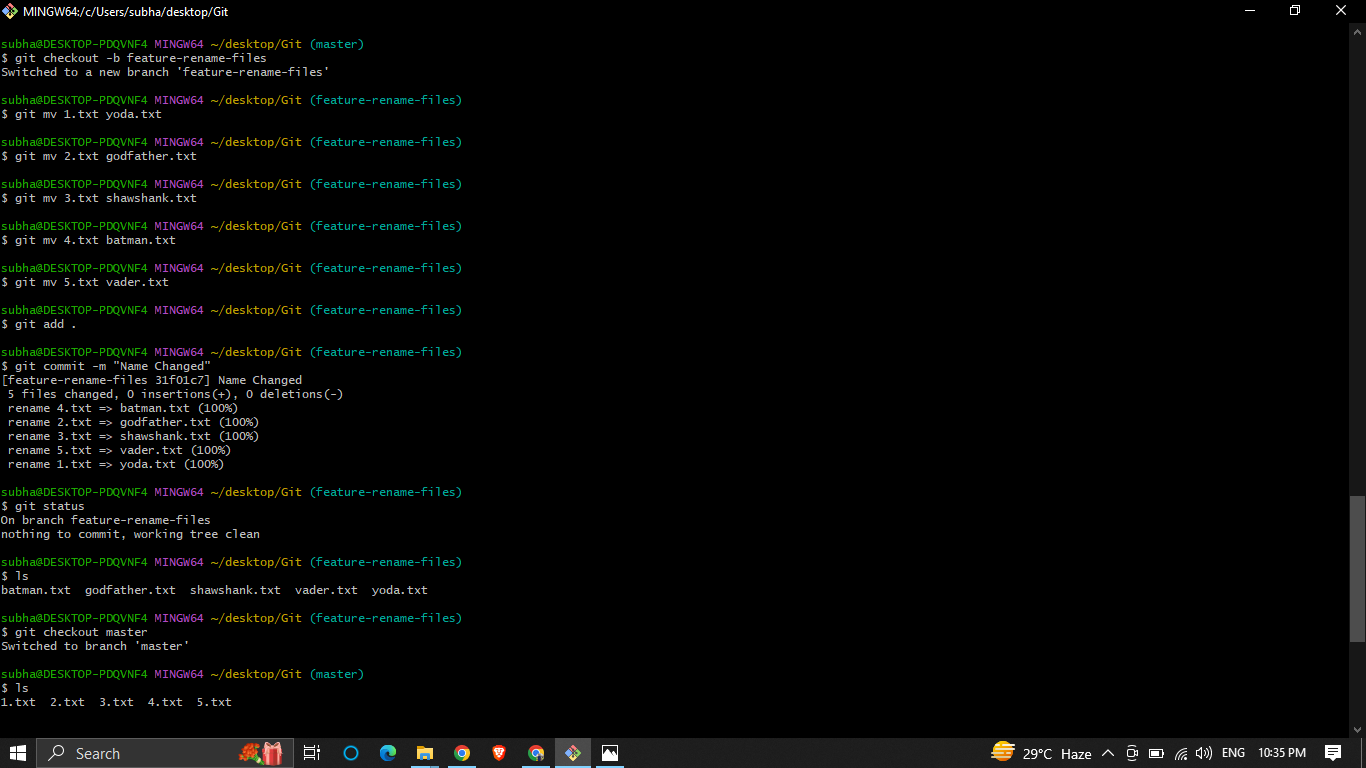 MINGW64:/c/Users/subha/desktop/Git
subha@DESKTOP-PDQVNF4 MINGW64 ~/desktop/Git (master)
$ git checkout -b feature-rename-files
Switched to a new branch 'feature-rename-files'
subha@DESKTOP-PDQVNF4 MINGW64 ~/desktop/Git (feature-rename-files)
$ git mv 1.txt yoda.txt
subha@DESKTOP-PDQVNF4 MINGW64 ~/desktop/Git (feature-rename-files)
$ git mv 2.txt godfather.txt
subha@DESKTOP-PDQVNF4 MINGW64 ~/desktop/Git (feature-rename-files)
$ git mv 3.txt shawshank.txt
subha@DESKTOP-PDQVNF4 MINGW64 ~/desktop/Git (feature-rename-files)
$ git mv 4.txt batman.txt
subha@DESKTOP-PDQVNF4 MINGW64 ~/desktop/Git (feature-rename-files)
$ git mv 5.txt vader.txt
subha@DESKTOP-PDQVNF4 MINGW64 ~/desktop/Git (feature-rename-files)
$ git add .
subha@DESKTOP-PDQVNF4 MINGW64 ~/desktop/Git (feature-rename-files)
$ git commit -m "Name Changed"
[feature-rename-files 31f01c7] Name Changed
 5 files changed, 0 insertions(+), 0 deletions(-)
 rename 4.txt => batman.txt (100%)
 rename 2.txt => godfather.txt (100%)
 rename 3.txt => shawshank.txt (100%)
 rename 5.txt => vader.txt (100%)
 rename 1.txt => yoda.txt (100%)
subha@DESKTOP-PDQVNF4 MINGW64 ~/desktop/Git (feature-rename-files)
$ git status
On branch feature-rename-files
nothing to commit, working tree clean
subha@DESKTOP-PDQVNF4 MINGW64 ~/desktop/Git (feature-rename-files)
$ ls
batman.txt  godfather.txt  shawshank.txt  vader.txt  yoda.txt
subha@DESKTOP-PDQVNF4 MINGW64 ~/desktop/Git (feature-rename-files)
$ git checkout master
Switched to branch 'master'
subha@DESKTOP-PDQVNF4 MINGW64 ~/desktop/Git (master)
$ ls
1.txt  2.txt  3.txt  4.txt  5.txt
Search 29°C Haze ENG 10:35 PM